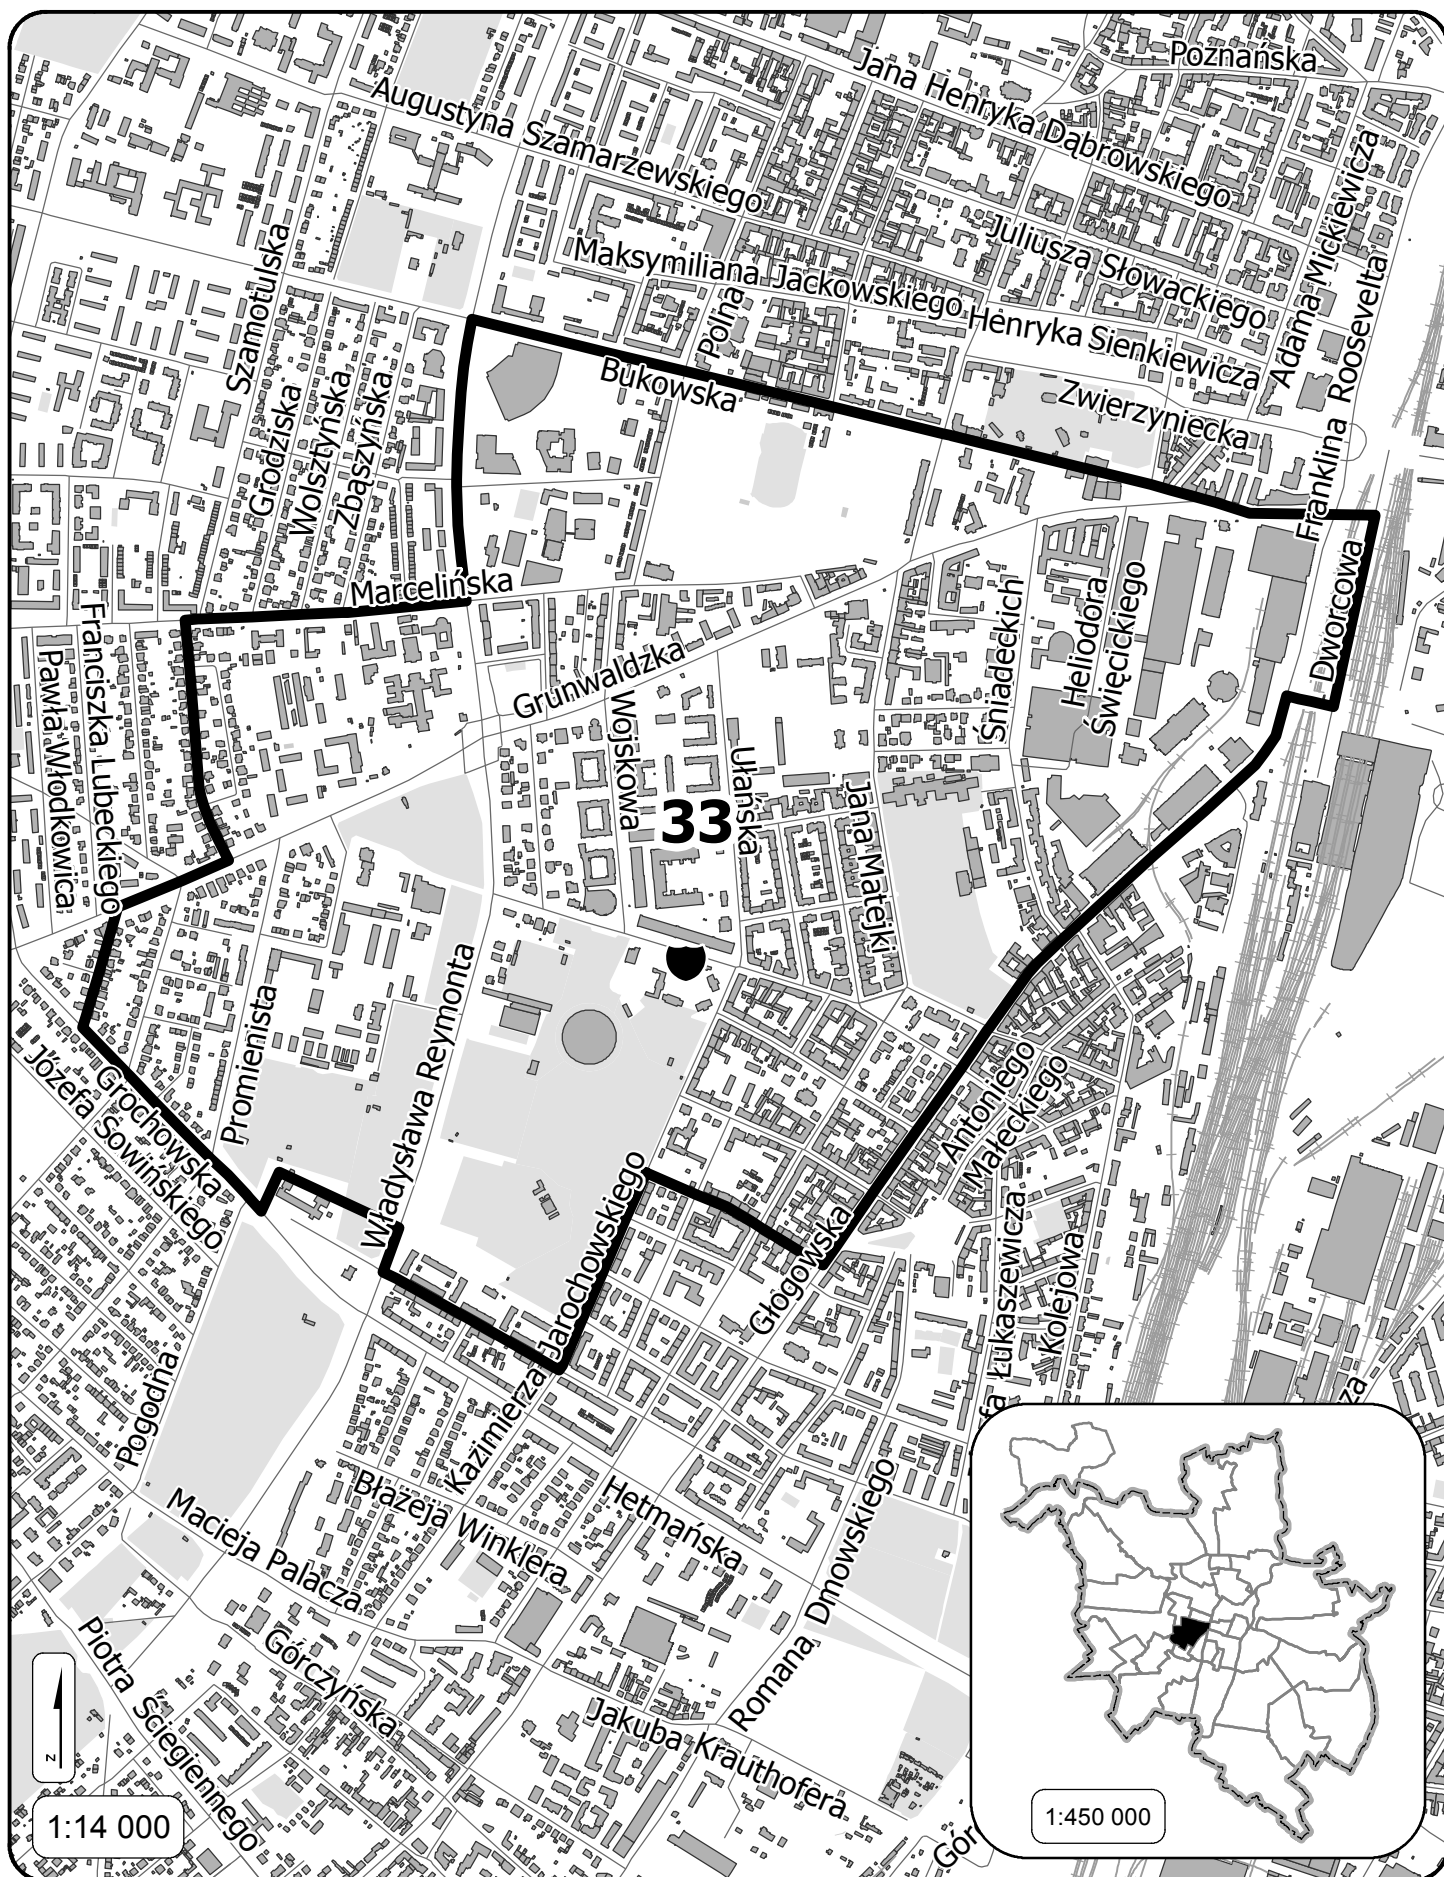 Poznańska
Jana Henryka Dąbrowskiego
Augustyna Szamarzewskiego
Adama Mickiewicza
Juliusza Słowackiego
Maksymiliana Jackowskiego
Henryka Sienkiewicza
Szamotulska
Polna
Franklina Roosevelta
Bukowska
Zwierzyniecka
Grodziska
Wolsztyńska
Zbąszyńska
Marcelińska
Dworcowa
Franciszka Lubeckiego
Pawła Włodkowica
Grunwaldzka
Śniadeckich
Heliodora
Święcickiego
Wojskowa
Ułańska
33
Jana Matejki
Promienista
Władysława Reymonta
Józefa Sowińskiego
Grochowska
Antoniego
Małeckiego
Głogowska
Kazimierza Jarochowskiego
fa Łukaszewicza
Kolejowa
Pogodna
Błażeja Winklera
Hetmańska
Macieja Palacza
Romana Dmowskiego
Piotra Ściegiennego
Górczyńska
Jakuba Krauthofera
Gór
za
N
1:14 000
1:450 000